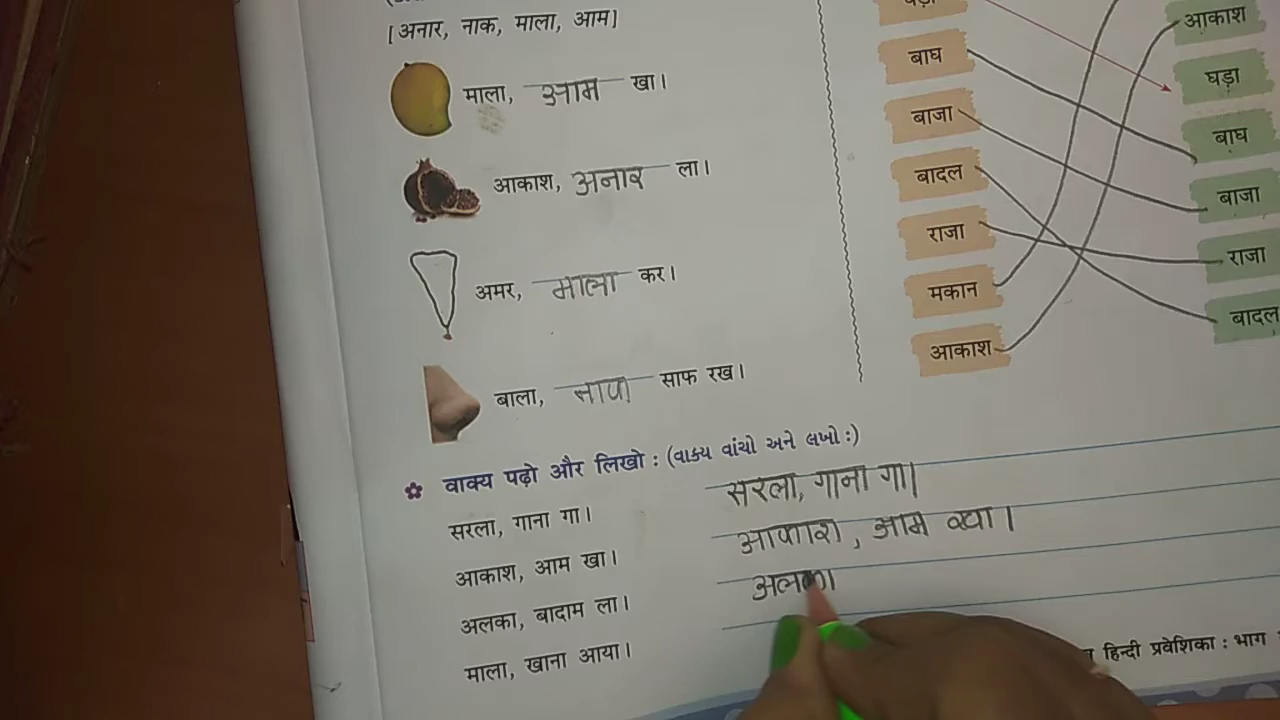 [अनार, नाक, माला, आम]
माला, आम खा।
आकाश, अनार ला।
अमर, माला कर।
बाला, नाक साफ रख।
बाघ
बाजा
बादल
राजा
मकान
आकाश
आकाश
घड़ा
बाघ
बाजा
राजा
बादल
वाक्य पढ़ो और लिखो : (વાક્ય વાંચો અને લખો :)
सरला, गाना गा। सरला, गाना गा।
आकाश, आम खा। आकाश, आम खा।
अलका, बादाम ला। अलका
माला, खाना आया।
हिन्दी प्रवेशिका : भाग